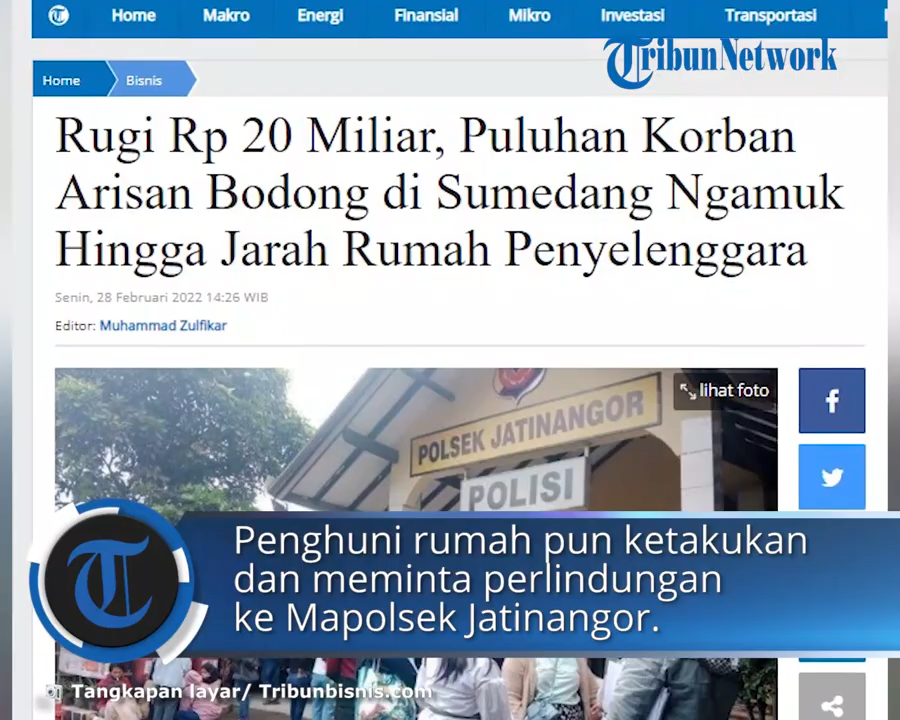 Home Makro Energi Finansial Mikro Investasi Transportasi
TribunNetwork
Home Bisnis
Rugi Rp 20 Miliar, Puluhan Korban
Arisan Bodong di Sumedang Ngamuk
Hingga Jarah Rumah Penyelenggara
Senin, 28 Februari 2022 14:26 WIB
Editor: Muhammad Zulfikar
lihat foto
POLSEK JATINANGOR
POLISI
Penghuni rumah pun ketakukan
dan meminta perlindungan
ke Mapolsek Jatinangor.
Tangkapan layar/ Tribunbisnis.com